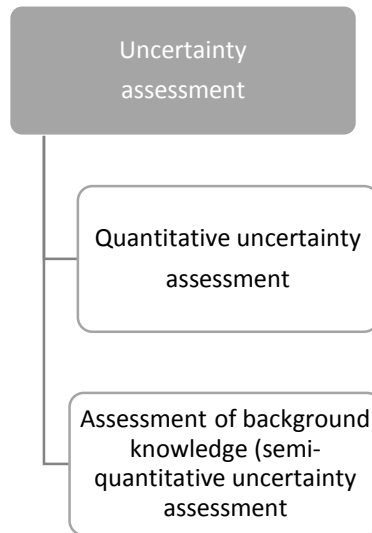 Uncertainty
assessment
Quantitative uncertainty
assessment
Assessment of background
knowledge (semi-
quantitative uncertainty
assessment